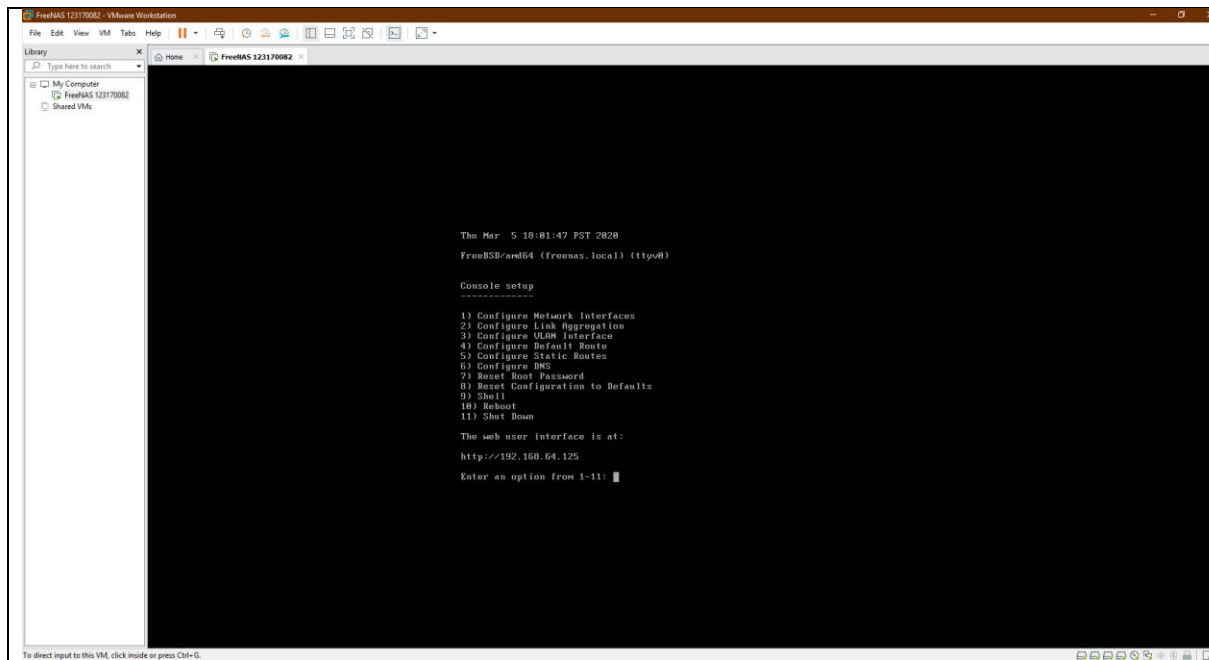 FreeNAS 123170082 - VMware Workstation
File Edit View VM Tabs Help
Library
Type here to search
My Computer
FreeNAS 123170082
Shared VMs
Home
FreeNAS 123170082
Thu Mar 5 18:01:47 PST 2020
FreeBSD/amd64 (freenas.local) (ttyv0)
Console setup
-------------
1) Configure Network Interfaces
2) Configure Link Aggregation
3) Configure VLAN Interface
4) Configure Default Route
5) Configure Static Routes
6) Configure DNS
7) Reset Root Password
8) Reset Configuration to Defaults
9) Shell
10) Reboot
11) Shut Down
The web user interface is at:
http://192.168.64.125
Enter an option from 1-11:
To direct input to this VM, click inside or press Ctrl+G.